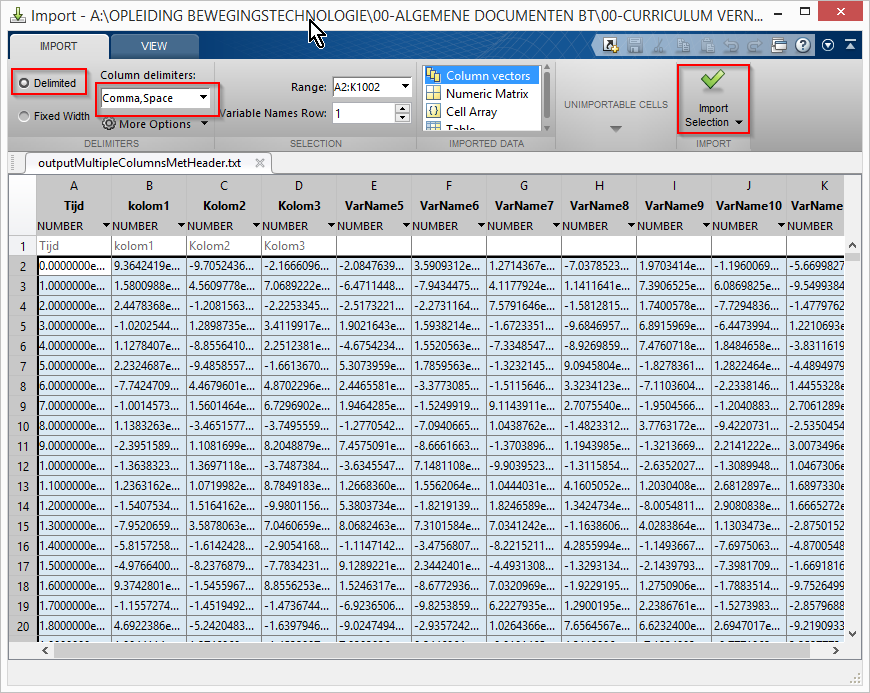 Import - A:\OPLEIDING BEWEGINGSTECHNOLOGIE\00-ALGEMENE DOCUMENTEN BT\00-CURRICULUM VERN...
IMPORT VIEW
Delimited
Fixed Width
Column delimiters:
Comma,Space
More Options
DELIMITERS
Range: A2:K1002
Variable Names Row: 1
SELECTION
Column vectors
Numeric Matrix
Cell Array
Table
IMPORTED DATA
UNIMPORTABLE CELLS
Import
Selection
IMPORT
outputMultipleColumnsMetHeader.txt
A B C D E F G H I J K
Tijd kolom1 Kolom2 Kolom3 VarName5 VarName6 VarName7 VarName8 VarName9 VarName10 VarName
NUMBER NUMBER NUMBER NUMBER NUMBER NUMBER NUMBER NUMBER NUMBER NUMBER NUMBER
1 Tijd kolom1 Kolom2 Kolom3
2 0.0000000e... 9.3642419e... -9.7052436... -2.1666096... -2.0847639... 3.5909312e... 1.2714367e... -7.0378523... 1.9703414e... -1.1960069... -5.6699827
3 1.0000000e... 1.5800988e... 4.5609778e... 7.0689222e... -6.4711448... -7.9434475... 4.1177924e... 1.1411641e... 7.3906525e... 6.0869825e... -9.5499384
4 2.0000000e... 2.4478368e... -1.2081563... -2.2253345... -2.5173221... -2.2731164... 7.5791646e... -1.5812815... 1.7400578e... -7.7294836... -1.4779762
5 3.0000000e... -1.0202544... 1.2898735e... 3.4119917e... 1.9021643e... 1.5938214e... -1.6723351... -9.6846957... 6.8915969e... -6.4473994... 1.2210693e
6 4.0000000e... 1.1278407e... -8.8556410... 2.2512381e... -4.6754234... 1.5520563e... -7.3348547... -8.9269859... 7.4760718e... 1.8484658e... -3.8311619
7 5.0000000e... 2.2324687e... -9.4858557... -1.6613670... 5.3073959e... 1.7859563e... -1.3232145... 9.0945804e... -1.8278361... 1.2822464e... -4.4894979
8 6.0000000e... -7.7424709... 4.4679601e... 4.8702296e... 2.4465581e... -3.3773085... -1.5115646... 3.3234123e... -7.1103604... -2.2338146... 1.4455328e
9 7.0000000e... -1.0014573... 1.5601464e... 6.7296902e... 1.9464285e... -1.5249919... 9.1143911e... 2.7075540e... -1.9504566... -1.2040883... 2.7061289e
10 8.0000000e... 1.1383263e... -3.4651577... -3.7495559... -1.2770542... -7.0940665... 1.0438762e... -1.4823312... 3.7763172e... -9.4220731... -2.5350454
11 9.0000000e... -2.3951589... 1.1081699e... 8.2048879e... 7.4575091e... -8.6661663... -1.3703896... 1.1943985e... -1.3213669... 2.2141222e... 3.0073496e
12 1.0000000e... -1.3638323... 1.3697118e... -3.7487384... -3.6345547... 7.1481108e... -9.9039523... -1.3115854... -2.6352027... -1.3089948... 1.0467306e
13 1.1000000e... 1.2363162e... 1.0719982e... 8.7849183e... 1.2668360e... 1.5562064e... 1.0444031e... 4.1605052e... 1.2030408e... 2.6812897e... 1.6897330e
14 1.2000000e... -1.5407534... 1.5164162e... -9.9801156... 5.3803734e... -1.8219139... 1.8246589e... 1.3424734e... -8.0054811... 2.9080838e... 1.6665272e
15 1.3000000e... -7.9520659... 3.5878063e... 7.0460659e... 8.0682463e... 7.3101584e... 7.0341242e... -1.1638606... 4.0283864e... 1.1303473e... -2.8750152
16 1.4000000e... -5.8157258... -1.6142428... -2.9054168... -1.1147142... -3.4756807... -8.2215211... 4.2855994e... -1.1493667... -7.6975063... -4.8700548
17 1.5000000e... -4.9766400... -8.2376879... -7.7834231... 9.1289221e... 2.3442401e... -4.4931308... -1.3293134... -2.1439793... -7.3981709... -1.6691816
18 1.6000000e... 9.3742801e... -1.5455967... 8.8556253e... 1.5246317e... -8.6772936... 7.0320969e... -1.9229195... 1.2750906e... -1.7883514... -9.7526499
19 1.7000000e... -1.1557274... -1.4519492... -1.4736744... -6.9236506... -9.8253859... 6.2227935e... 1.2900195e... 2.2386761e... -1.5273983... -2.8579688
20 1.8000000e... 4.6922386e... -5.2420483... -1.6397946... -9.0247494... -2.9357242... 1.0264366e... 7.6564567e... 6.6232400e... 2.6947015e... -9.2190933